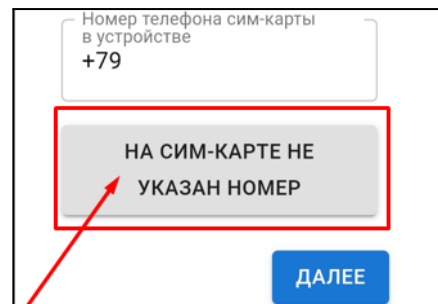 Номер телефона сим-карты
в устройстве
+79
НА СИМ-КАРТЕ НЕ
УКАЗАН НОМЕР
ДАЛЕЕ